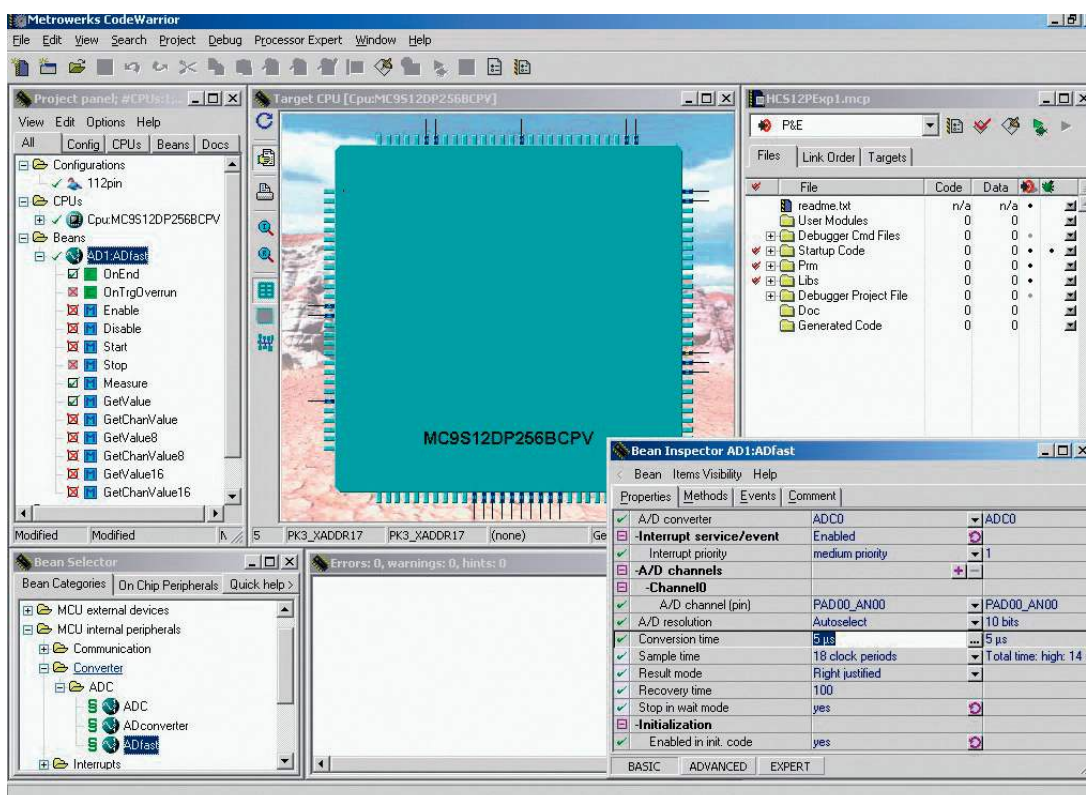 Metrowerks CodeWarrior
File Edit View Search Project Debug Processor Expert Window Help
Project panel; #CPUs:1...
View Edit Options Help
All Config CPUs Beans Docs
Configurations
112pin
CPUs
Cpu:MC9S12DP256BCPV
Beans
AD1:ADfast
OnEnd
OnTrgOverrun
Enable
Disable
Start
Stop
Measure
GetValue
GetChanValue
GetValue8
GetChanValue8
GetValue16
GetChanValue16
Modified Modified
Target CPU [Cpu:MC9S12DP256BCPV]
MC9S12DP256BCPV
5 PK3_XADDR17 PK3_XADDR17 (none) Ge
HCS12PExp1.mcp
P&E
Files Link Order Targets
File Code Data
readme.txt n/a n/a
User Modules 0 0
Debugger Cmd Files 0 0
Startup Code 0 0
Prm 0 0
Libs 0 0
Debugger Project File 0 0
Doc 0 0
Generated Code 0 0
Bean Selector
Bean Categories On Chip Peripherals Quick help >
MCU external devices
MCU internal peripherals
Communication
Converter
ADC
ADC
ADconverter
ADfast
Interrupts
Errors: 0, warnings: 0, hints: 0
Bean Inspector AD1:ADfast
< Bean Items Visibility Help
Properties Methods Events Comment
A/D converter ADC0 ADC0
-Interrupt service/event Enabled
Interrupt priority medium priority 1
-A/D channels + -
-Channel0
A/D channel (pin) PAD00_AN00 PAD00_AN00
A/D resolution Autoselect 10 bits
Conversion time 5 µs ... 5 µs
Sample time 18 clock periods Total time: high: 14
Result mode Right justified
Recovery time 100
Stop in wait mode yes
-Initialization
Enabled in init. code yes
BASIC ADVANCED EXPERT